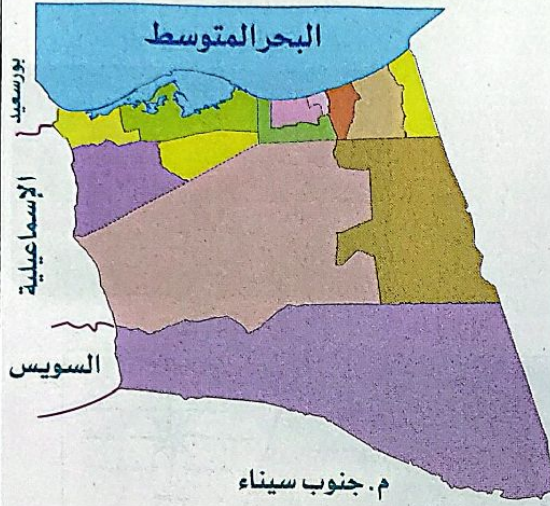 البحر المتوسط
بورسعيد
الإسماعيلية
السويس
م. جنوب سيناء